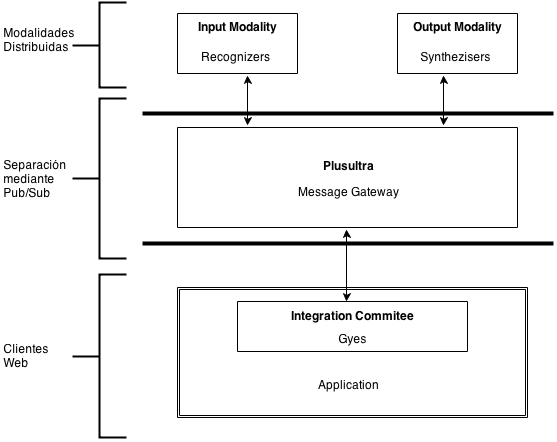 Modalidades
Distribuidas
Input Modality
Recognizers
Output Modality
Synthezisers
Separación
mediante
Pub/Sub
Plusultra
Message Gateway
Clientes
Web
Integration Commitee
Gyes
Application